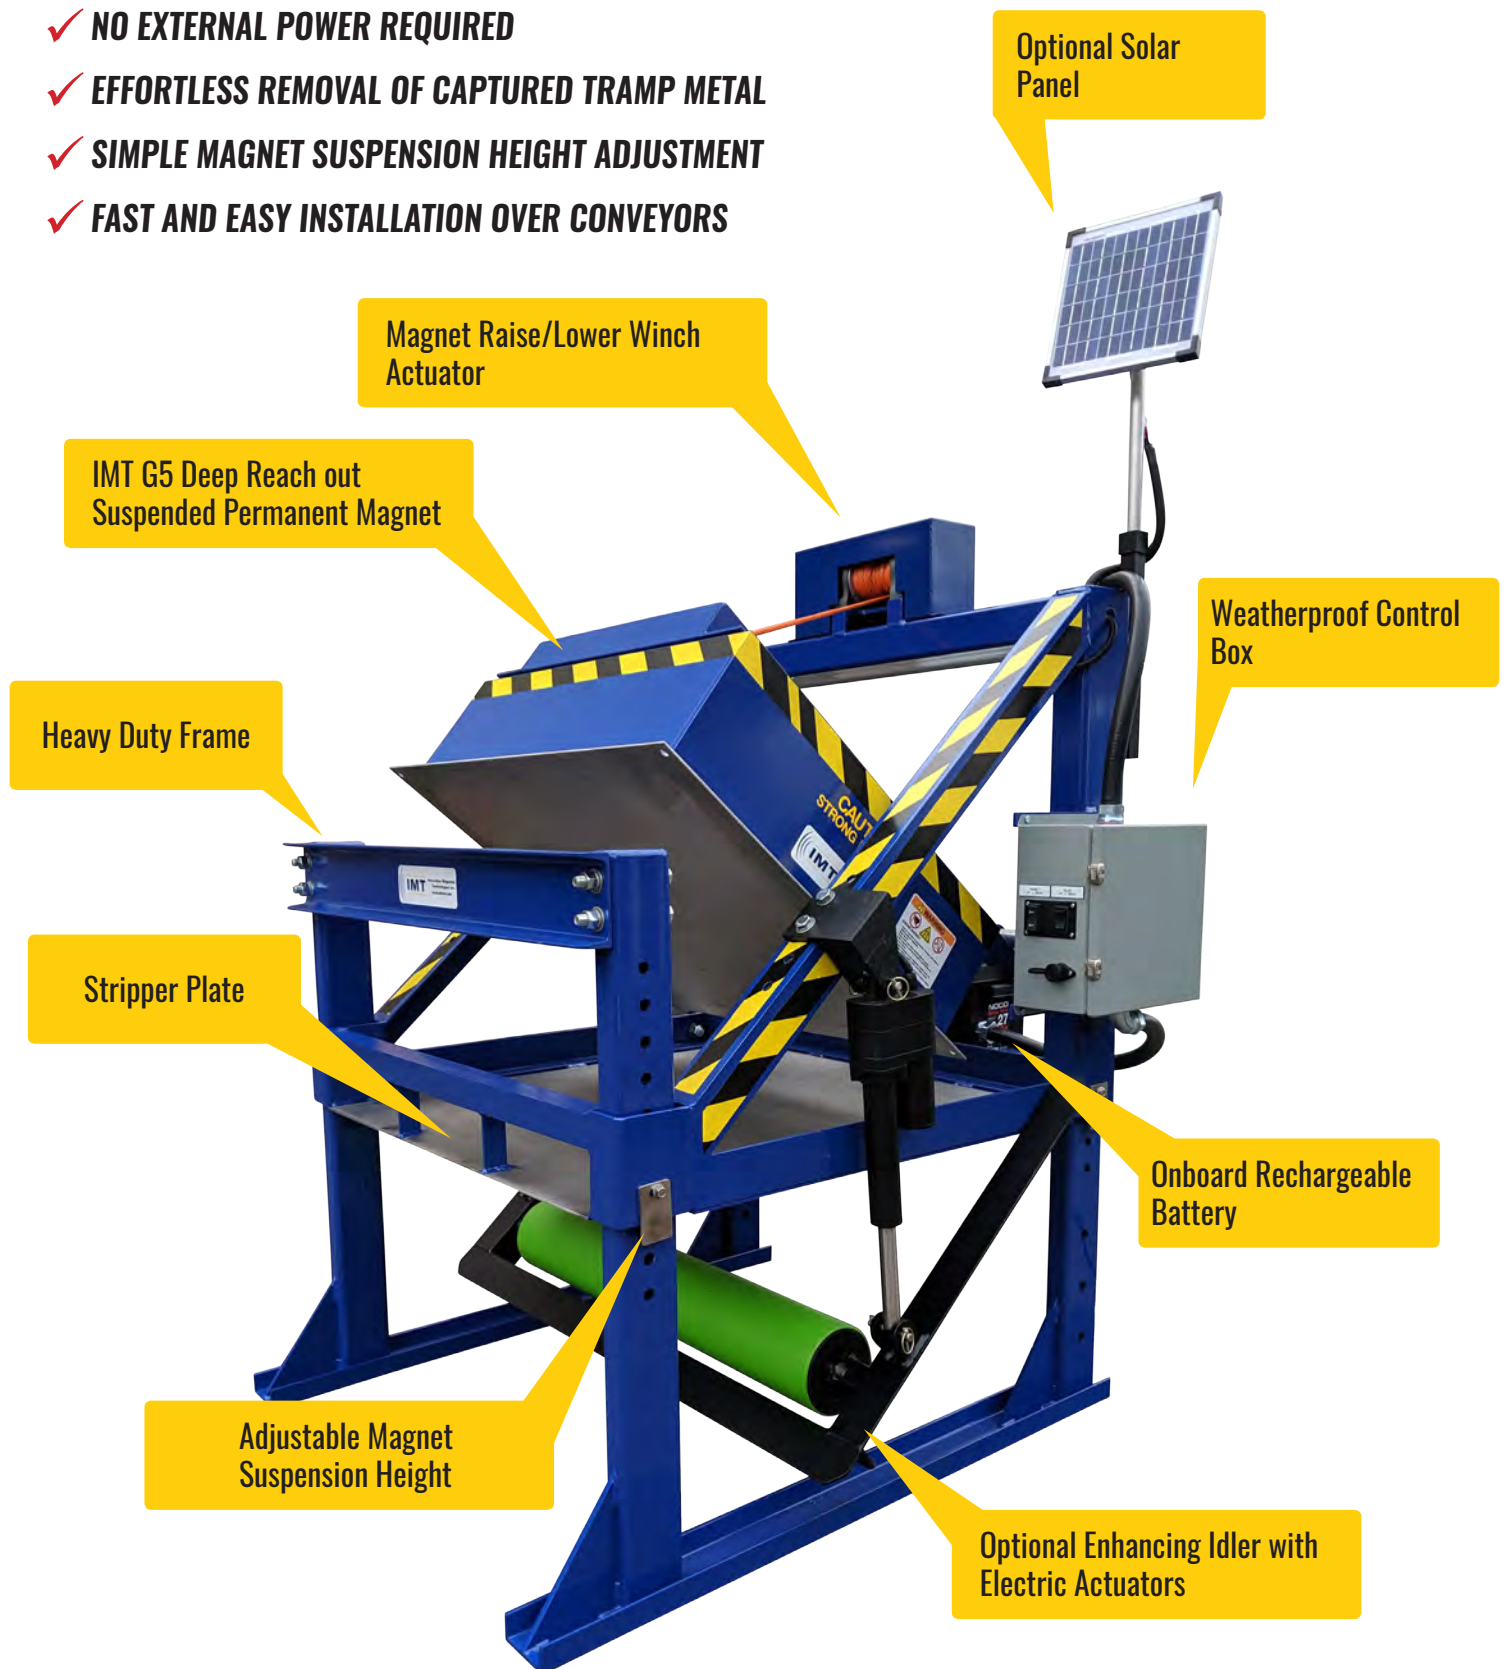 NO EXTERNAL POWER REQUIRED
EFFORTLESS REMOVAL OF CAPTURED TRAMP METAL
SIMPLE MAGNET SUSPENSION HEIGHT ADJUSTMENT
FAST AND EASY INSTALLATION OVER CONVEYORS
Optional Solar
Panel
Magnet Raise/Lower Winch
Actuator
IMT G5 Deep Reach out
Suspended Permanent Magnet
Weatherproof Control
Box
Heavy Duty Frame
CAUT
STRONG
IMT
IMT
WARNING
Stripper Plate
NOCO
27
Onboard Rechargeable
Battery
Adjustable Magnet
Suspension Height
Optional Enhancing Idler with
Electric Actuators